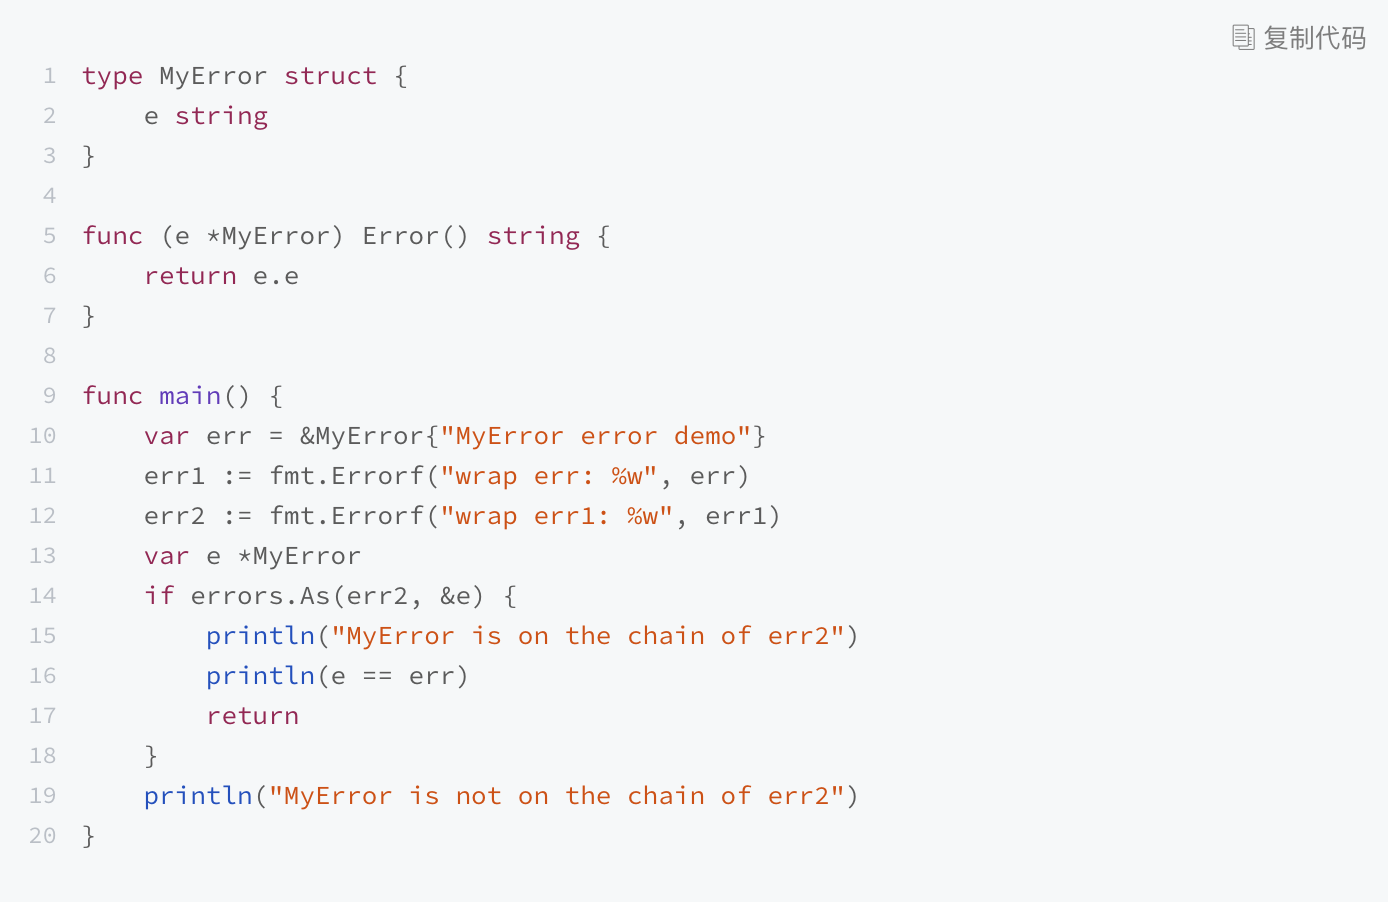 复制代码
1 type MyError struct {
2     e string
3 }
4
5 func (e *MyError) Error() string {
6     return e.e
7 }
8
9 func main() {
10     var err = &MyError{"MyError error demo"}
11     err1 := fmt.Errorf("wrap err: %w", err)
12     err2 := fmt.Errorf("wrap err1: %w", err1)
13     var e *MyError
14     if errors.As(err2, &e) {
15         println("MyError is on the chain of err2")
16         println(e == err)
17         return
18     }
19     println("MyError is not on the chain of err2")
20 }